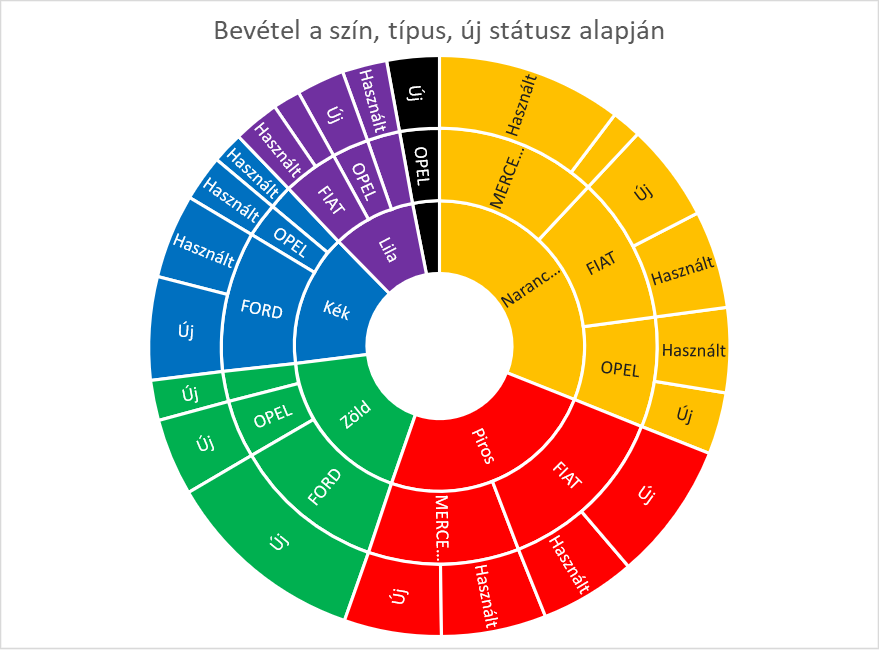 Bevétel a szín, típus, új státusz alapján
Naranc...
MERCE...
Használt
FIAT
Új
Használt
OPEL
Használt
Új
Piros
FIAT
Új
Használt
MERCE...
Használt
Új
Zöld
FORD
Új
OPEL
Új
Új
Kék
FORD
Új
Használt
OPEL
Használt
Használt
Lila
FIAT
Használt
OPEL
Új
Használt
OPEL
Új